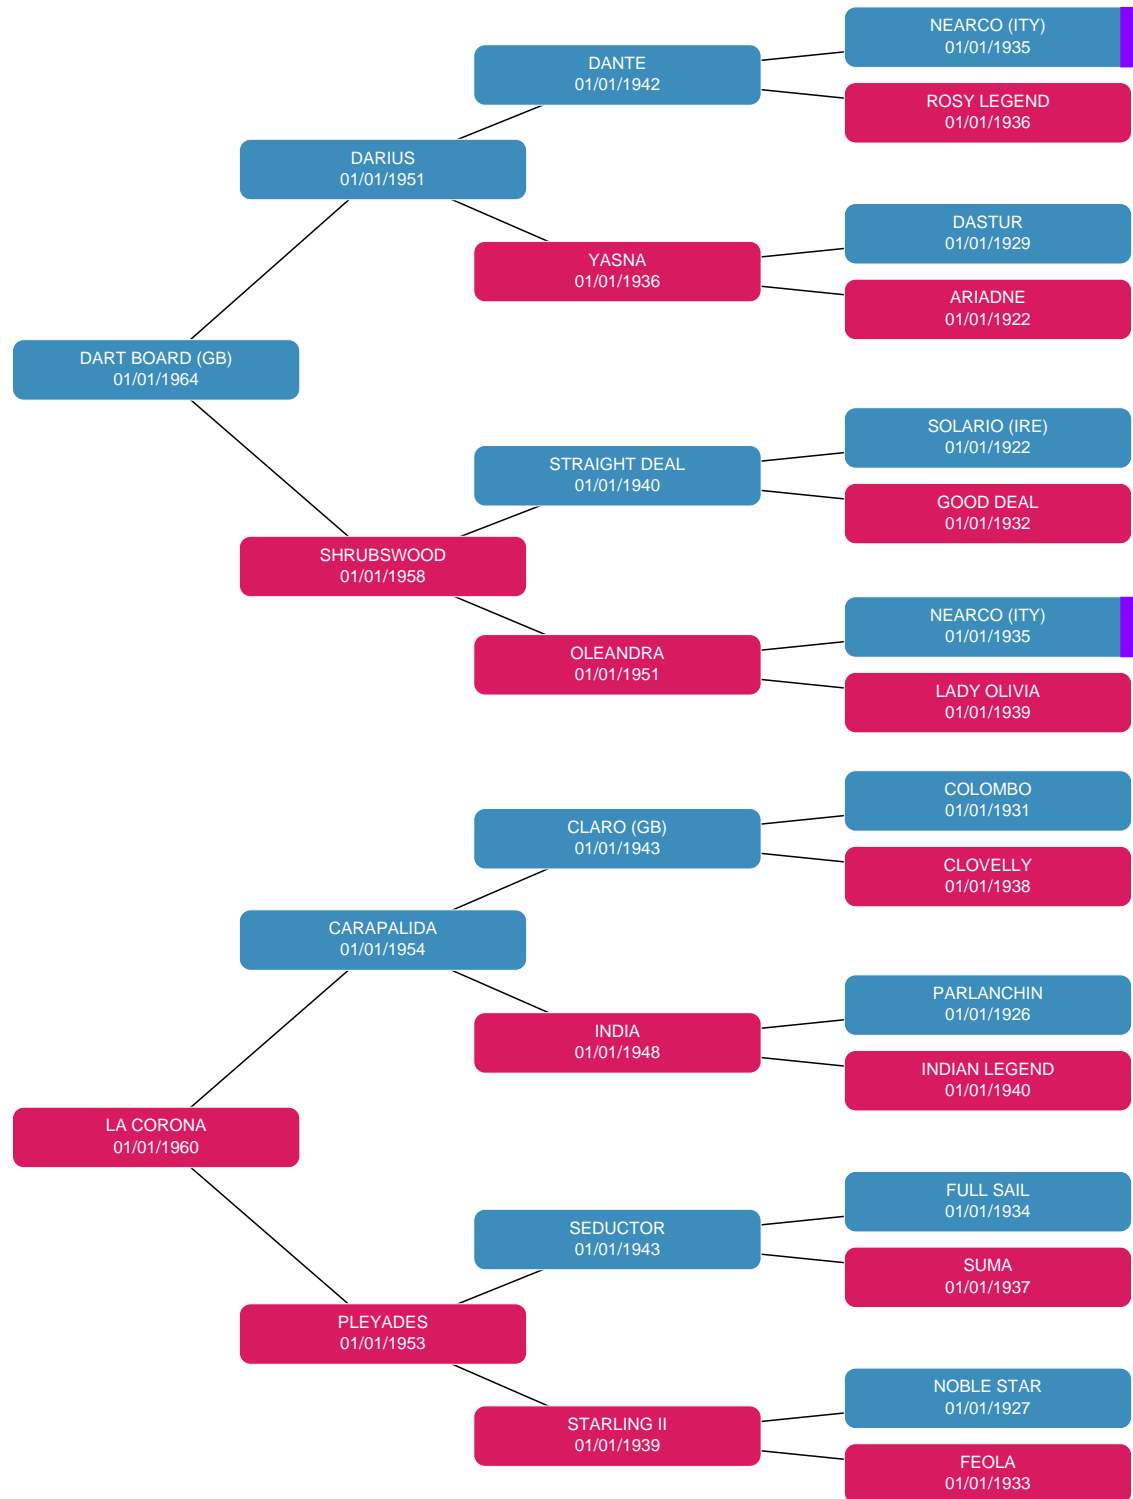 NEARCO (ITY)
01/01/1935
DANTE
01/01/1942
ROSY LEGEND
01/01/1936
DARIUS
01/01/1951
DASTUR
01/01/1929
YASNA
01/01/1936
ARIADNE
01/01/1922
DART BOARD (GB)
01/01/1964
SOLARIO (IRE)
01/01/1922
STRAIGHT DEAL
01/01/1940
GOOD DEAL
01/01/1932
SHRUBSWOOD
01/01/1958
NEARCO (ITY)
01/01/1935
OLEANDRA
01/01/1951
LADY OLIVIA
01/01/1939
COLOMBO
01/01/1931
CLARO (GB)
01/01/1943
CLOVELLY
01/01/1938
CARAPALIDA
01/01/1954
PARLANCHIN
01/01/1926
INDIA
01/01/1948
INDIAN LEGEND
01/01/1940
LA CORONA
01/01/1960
FULL SAIL
01/01/1934
SEDUCTOR
01/01/1943
SUMA
01/01/1937
PLEYADES
01/01/1953
NOBLE STAR
01/01/1927
STARLING II
01/01/1939
FEOLA
01/01/1933